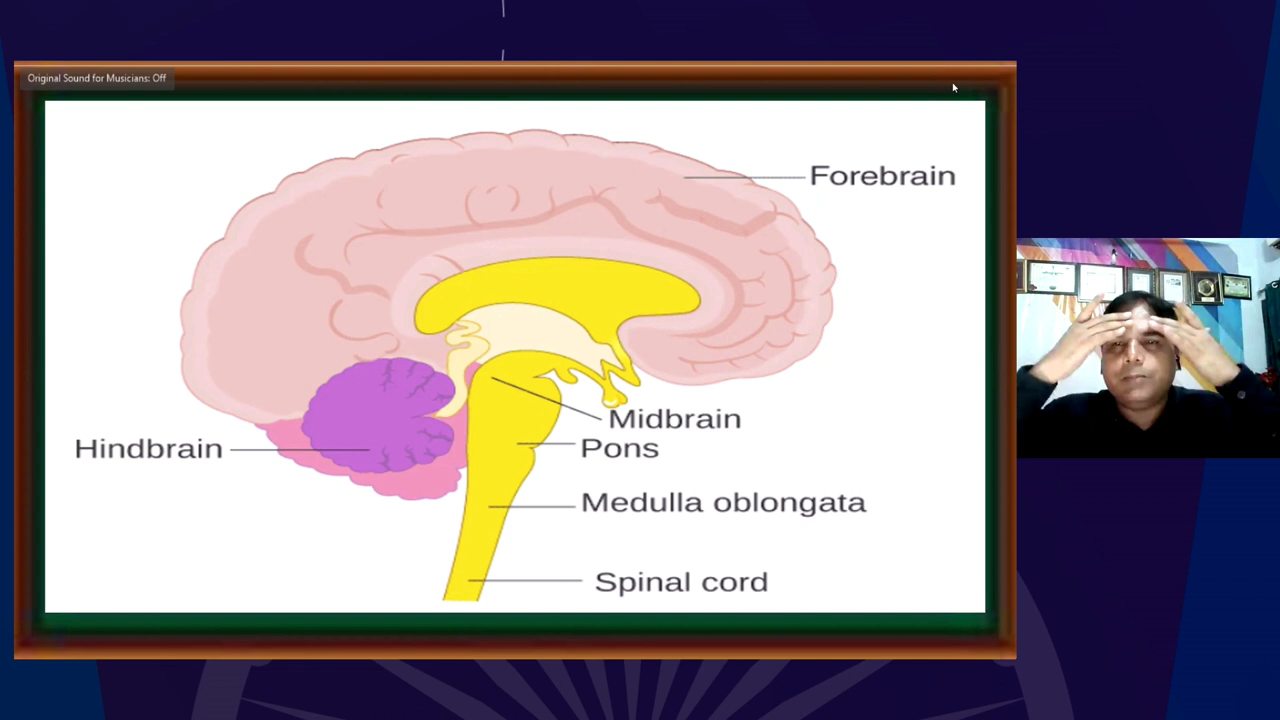 Original Sound for Musicians: Off
Forebrain
Midbrain
Hindbrain
Pons
Medulla oblongata
Spinal cord